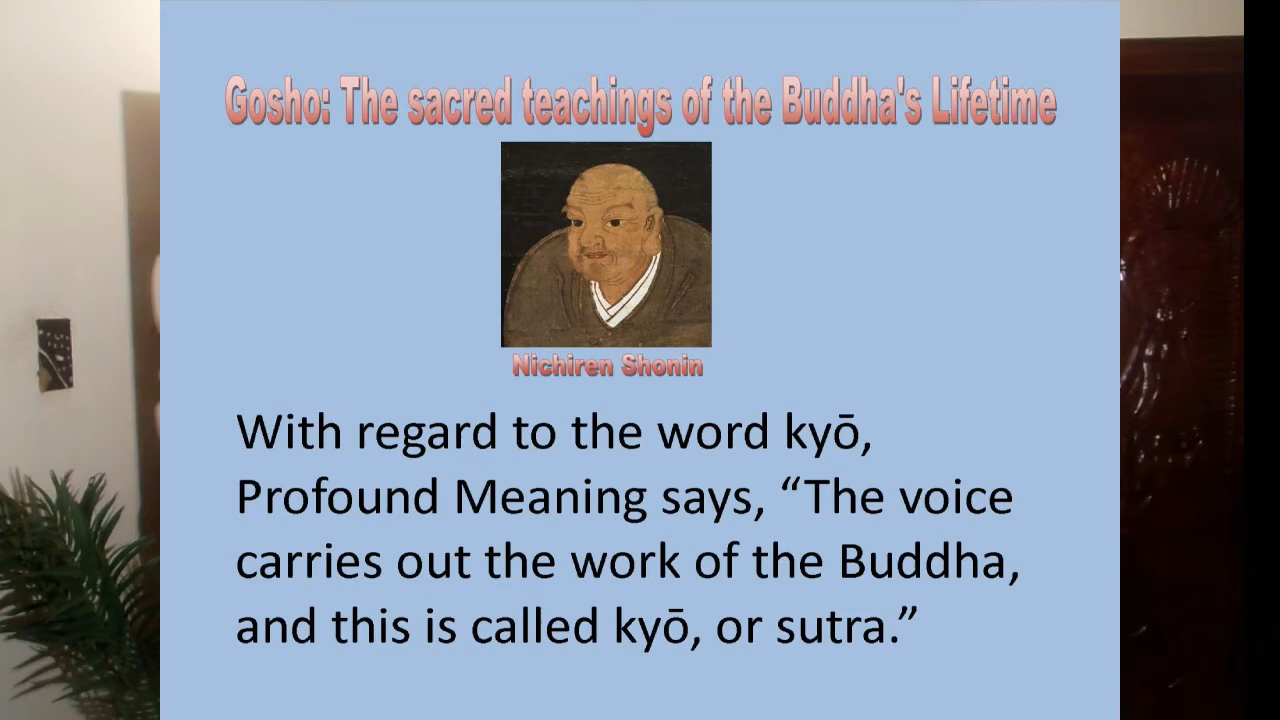 Gosho: The sacred teachings of the Buddha's Lifetime
Nichiren Shonin
With regard to the word kyō,
Profound Meaning says, “The voice
carries out the work of the Buddha,
and this is called kyō, or sutra.”